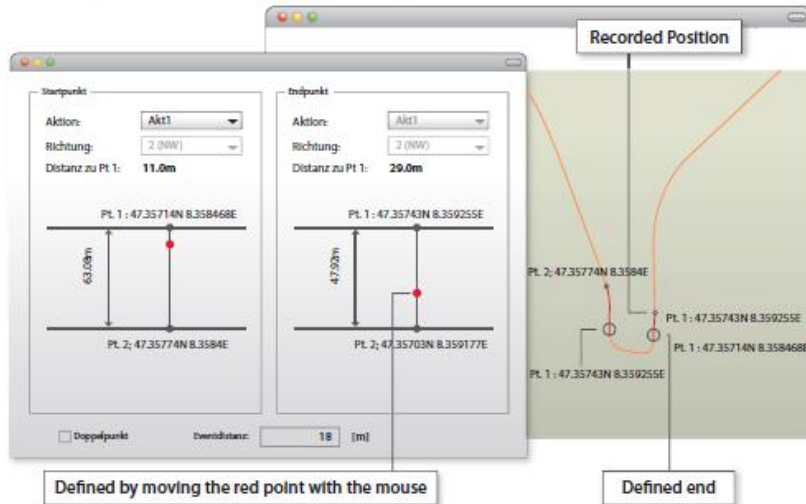 Recorded Position
Startpunkt
Aktion:
Akt1
Richtung:
2 (NW)
Distanz zu Pt 1:
11.0m
Pt. 1 : 47.35714N 8.358468E
63.08m
Pt. 2; 47.35774N 8.3584E
Endpunkt
Aktion:
Akt1
Richtung:
2 (NW)
Distanz zu Pt 1:
29.0m
Pt. 1 : 47.35743N 8.359255E
47.92m
Pt. 2; 47.35703N 8.359177E
Doppelpunkt
Eventdistanz:
18
[m]
Pt. 2; 47.35774N 8.3584E
Pt. 1 : 47.35743N 8.359255E
Pt. 1 : 47.35714N 8.358468E
Pt. 1 : 47.35743N 8.359255E
Defined by moving the red point with the mouse
Defined end